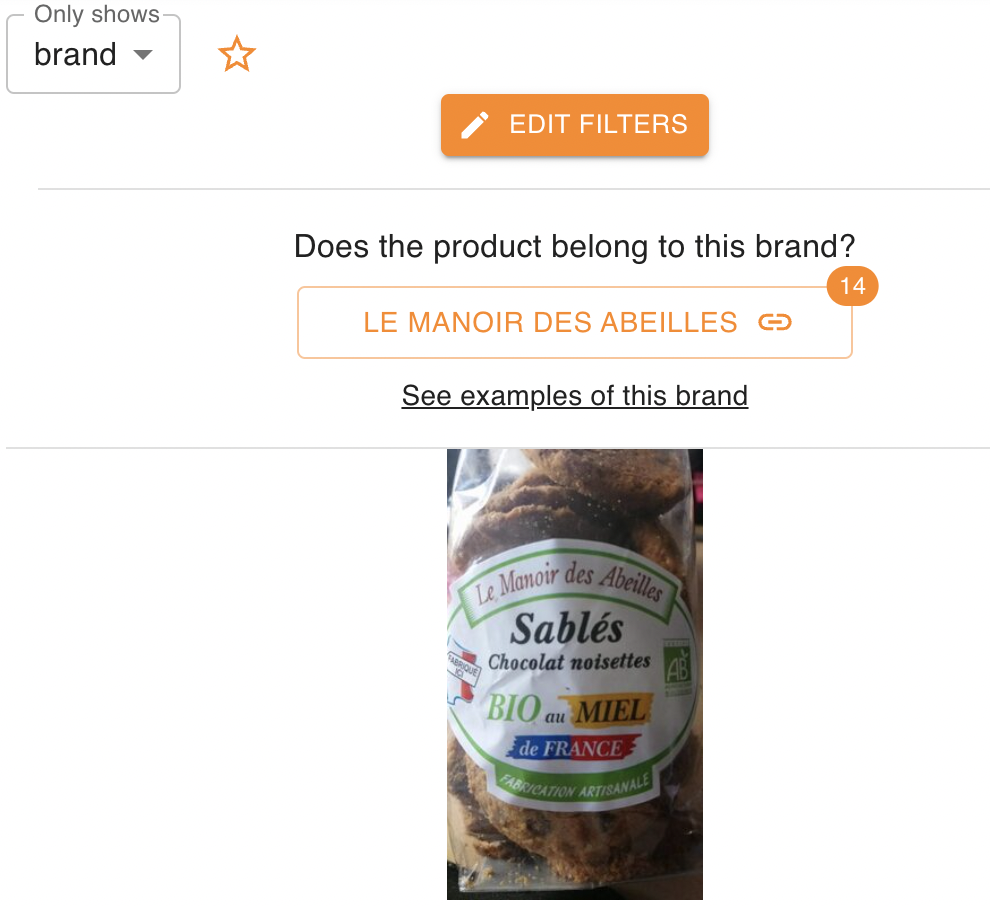 Only shows
brand
EDIT FILTERS
Does the product belong to this brand?
14
LE MANOIR DES ABEILLES
See examples of this brand
Le Manoir des Abeilles
Sablés
Chocolat noisettes
FABRIQUÉ
ICI
AB
BIO au MIEL
de FRANCE
FABRICATION ARTISANALE